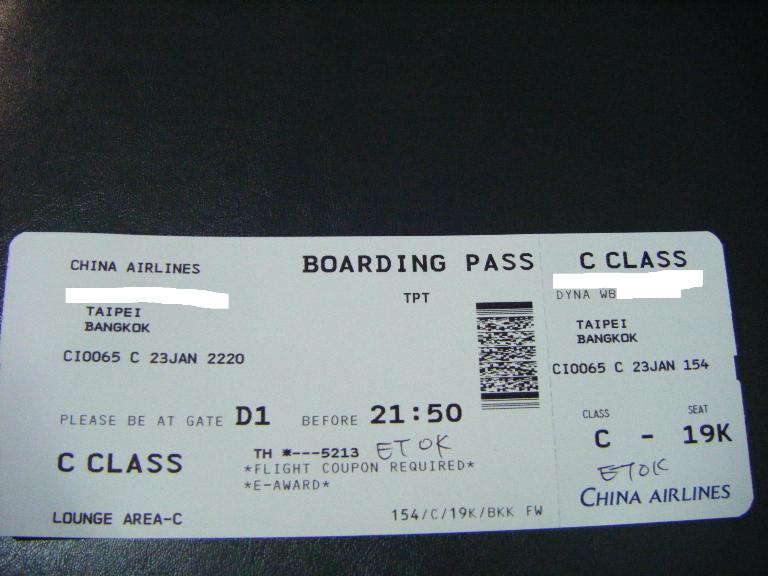 CHINA AIRLINES
BOARDING PASS
TPT
TAIPEI
BANGKOK
CI0065 C 23JAN 2220
PLEASE BE AT GATE D1 BEFORE 21:50
C CLASS
TH *---5213 ETOK
*FLIGHT COUPON REQUIRED*
*E-AWARD*
LOUNGE AREA-C
154/C/19K/BKK FW
C CLASS
DYNA WB
TAIPEI
BANGKOK
CI0065 C 23JAN 154
CLASS SEAT
C - 19K
ETOK
CHINA AIRLINES